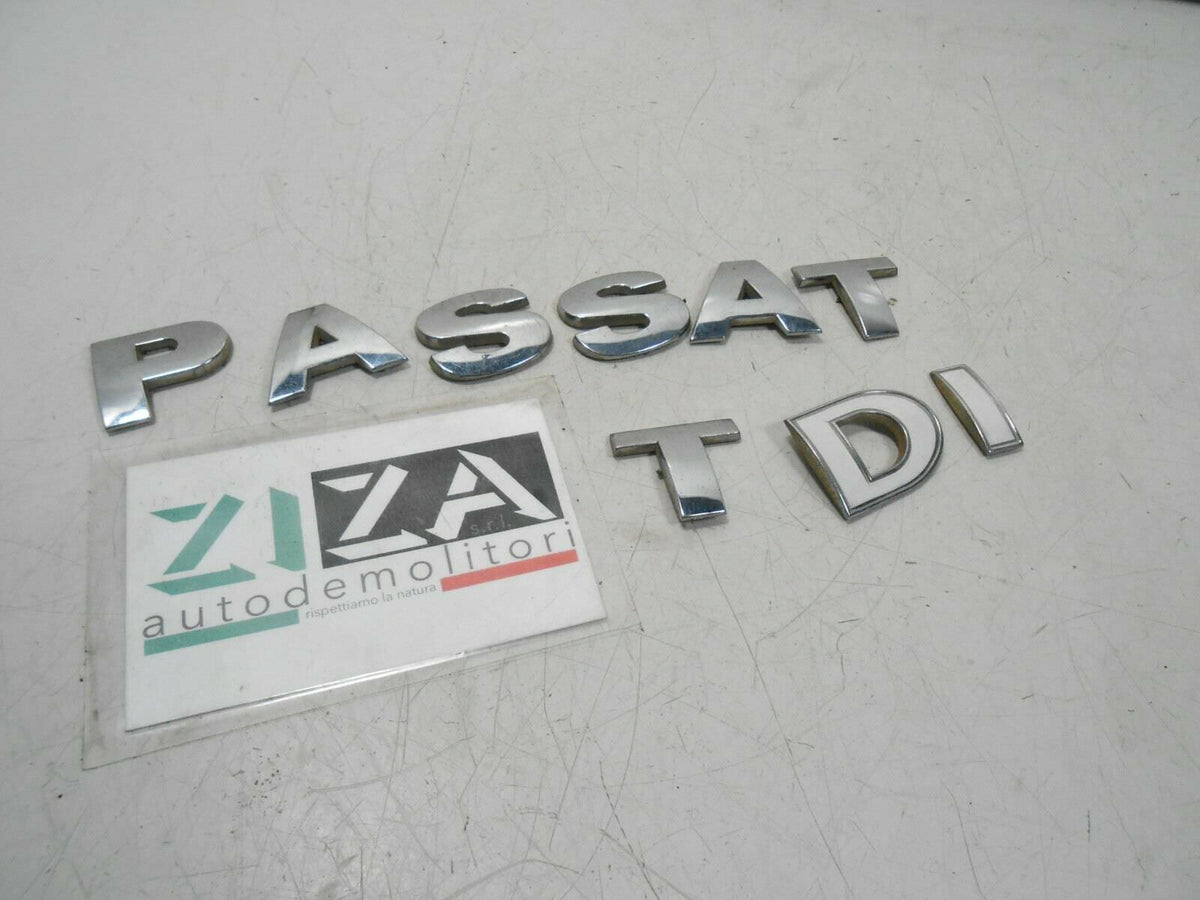 PASSAT
TDI
ZIZA
s.r.l.
autodemolitori
rispettiamo la natura